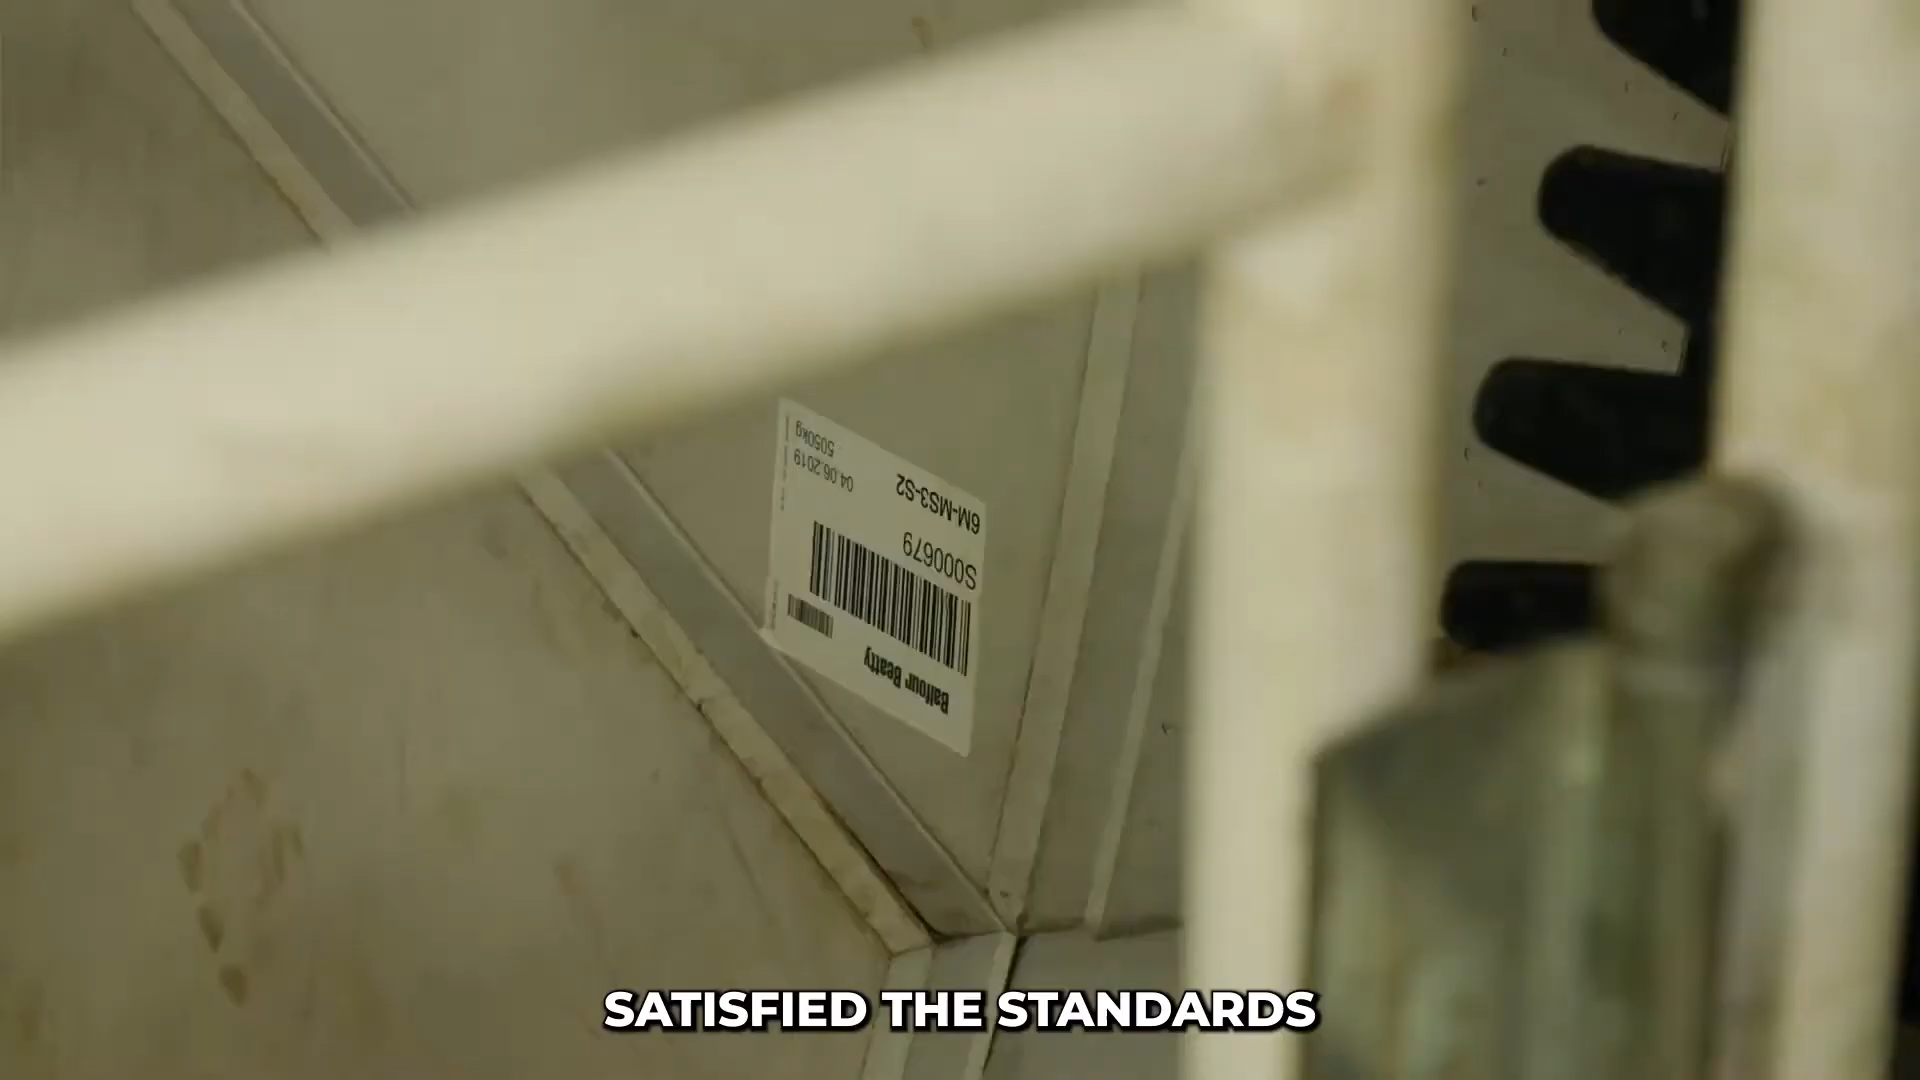 Balfour Beatty
S000679
6M-MS3-S2
04.06.2019
5050kg
SATISFIED THE STANDARDS